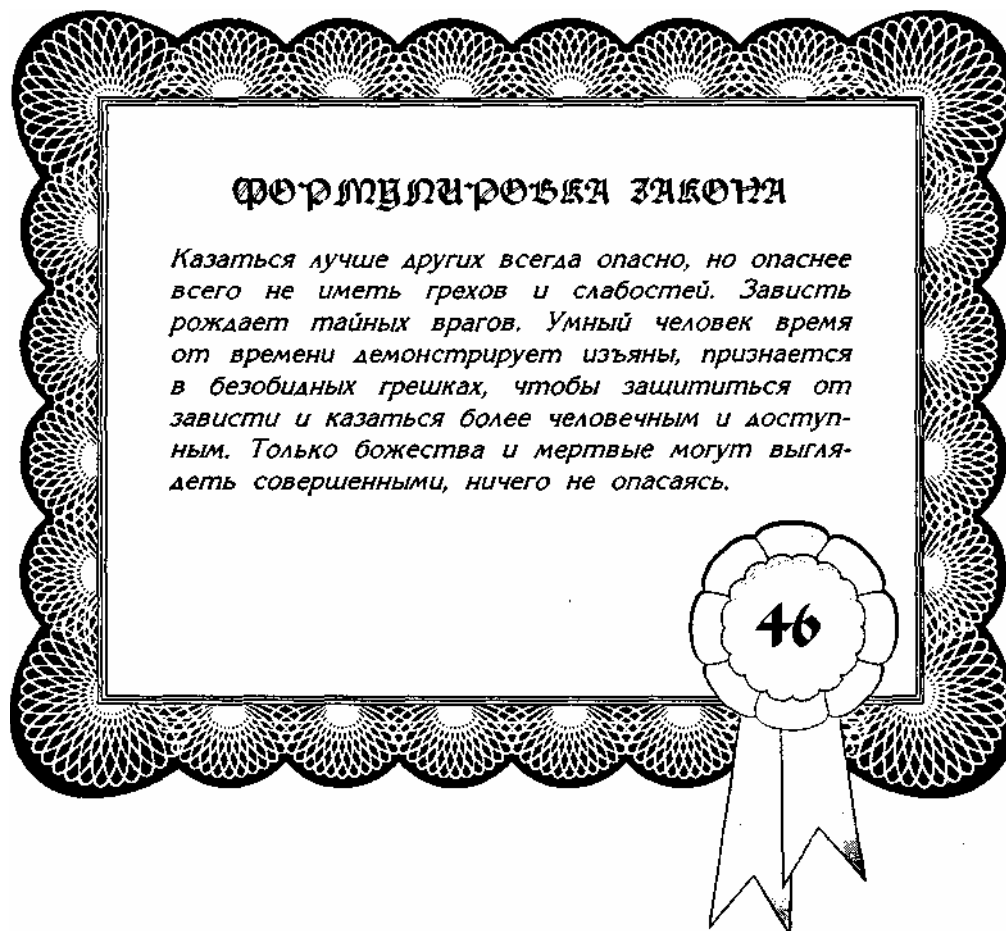 ФОРМУЛИРОВКА ЗАКОНА
Казаться лучше других всегда опасно, но опаснее
всего не иметь грехов и слабостей. Зависть
рождает тайных врагов. Умный человек время
от времени демонстрирует изъяны, признается
в безобидных грешках, чтобы защититься от
зависти и казаться более человечным и доступ-
ным. Только божества и мертвые могут выгля-
деть совершенными, ничего не опасаясь.
46